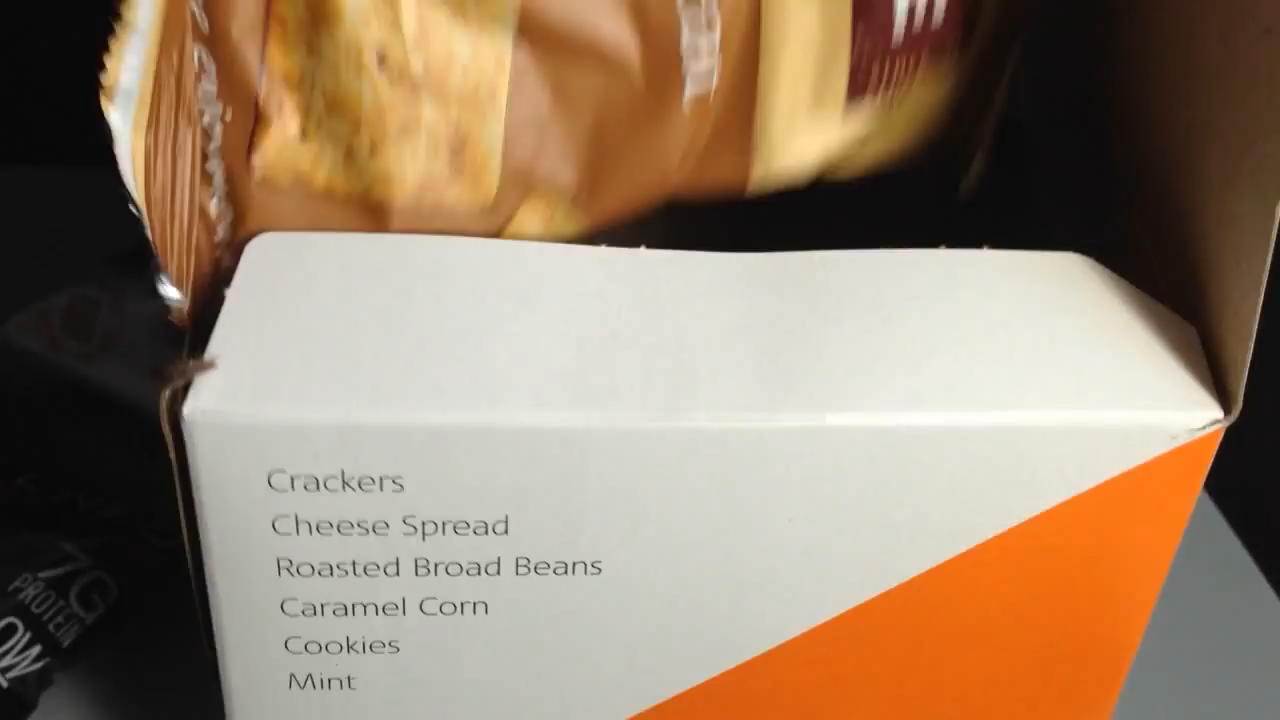 Crackers
Cheese Spread
Roasted Broad Beans
Caramel Corn
Cookies
Mint
7G
PROTEIN